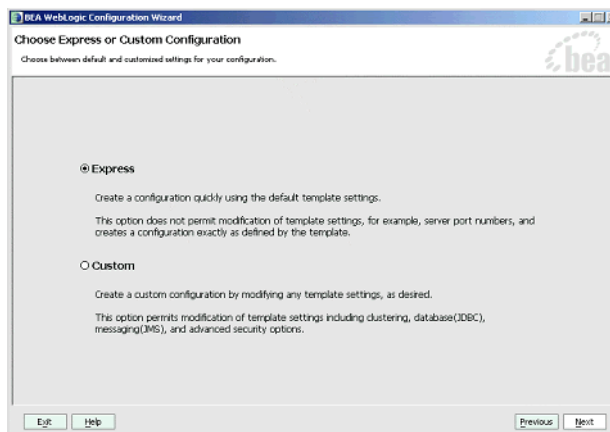 BEA WebLogic Configuration Wizard
Choose Express or Custom Configuration
Choose between default and customized settings for your configuration.
bea
Express
Create a configuration quickly using the default template settings.
This option does not permit modification of template settings, for example, server port numbers, and
creates a configuration exactly as defined by the template.
Custom
Create a custom configuration by modifying any template settings, as desired.
This option permits modification of template settings including clustering, database(JDBC),
messaging(JMS), and advanced security options.
Exit Help Previous Next